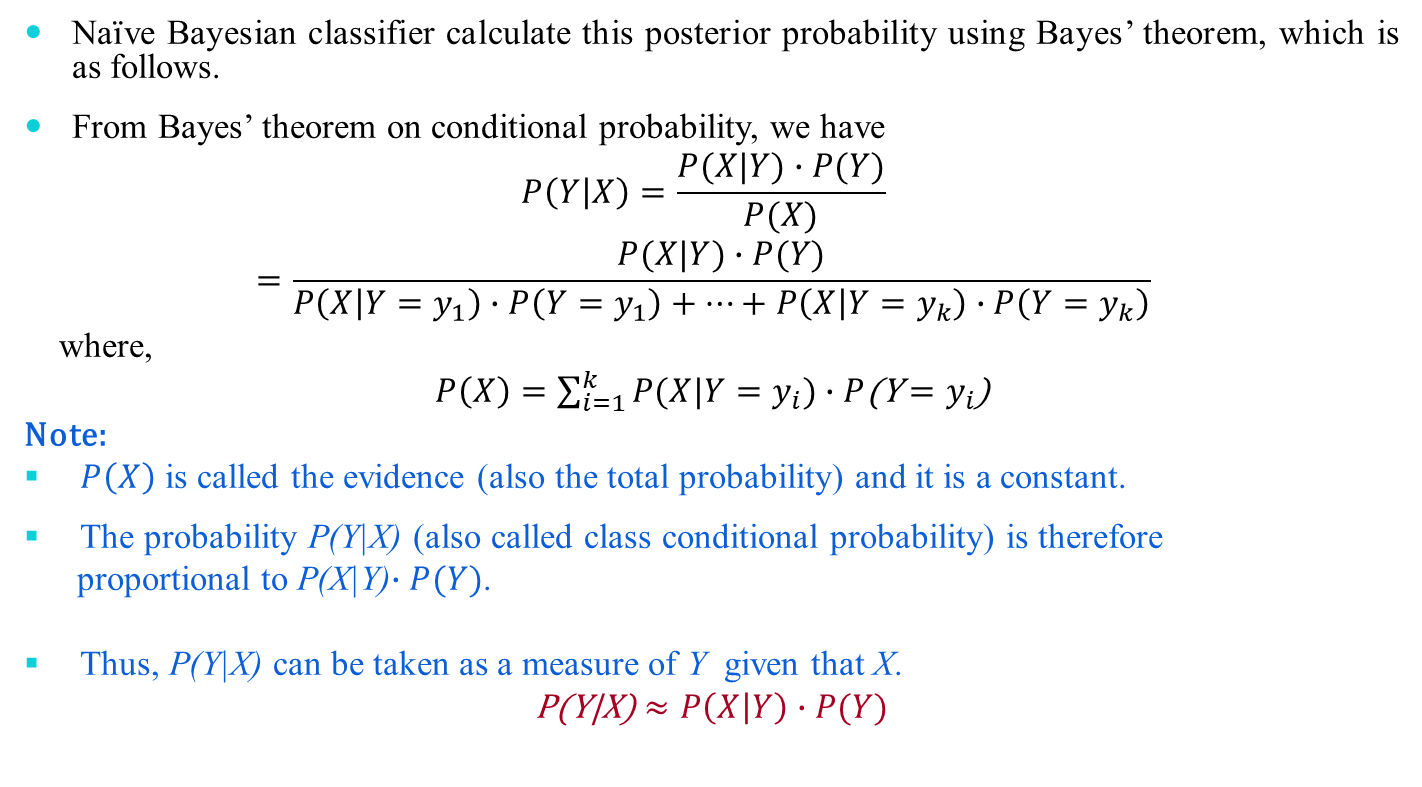 • Naïve Bayesian classifier calculate this posterior probability using Bayes’ theorem, which is
as follows.
• From Bayes’ theorem on conditional probability, we have
P(X|Y) · P(Y)
P(Y|X) =
P(X)
P(X|Y) · P(Y)
=
P(X|Y = y₁) · P(Y = y₁) + ⋯ + P(X|Y = yₖ) · P(Y = yₖ)
where,
P(X) = ∑ᵏᵢ₌₁ P(X|Y = yᵢ) · P(Y= yᵢ)
Note:
▪ P(X) is called the evidence (also the total probability) and it is a constant.
▪ The probability P(Y|X) (also called class conditional probability) is therefore
proportional to P(X|Y)· P(Y).
▪ Thus, P(Y|X) can be taken as a measure of Y given that X.
P(Y/X) ≈ P(X|Y) · P(Y)